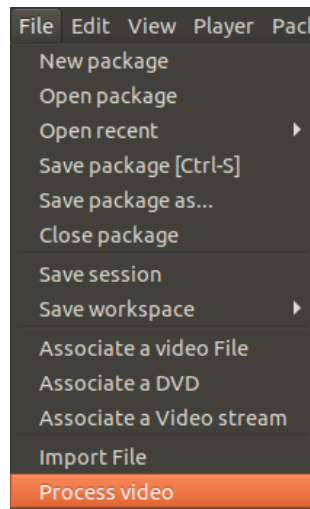 File Edit View Player Pack
New package
Open package
Open recent
Save package [Ctrl-S]
Save package as...
Close package
Save session
Save workspace
Associate a video File
Associate a DVD
Associate a Video stream
Import File
Process video